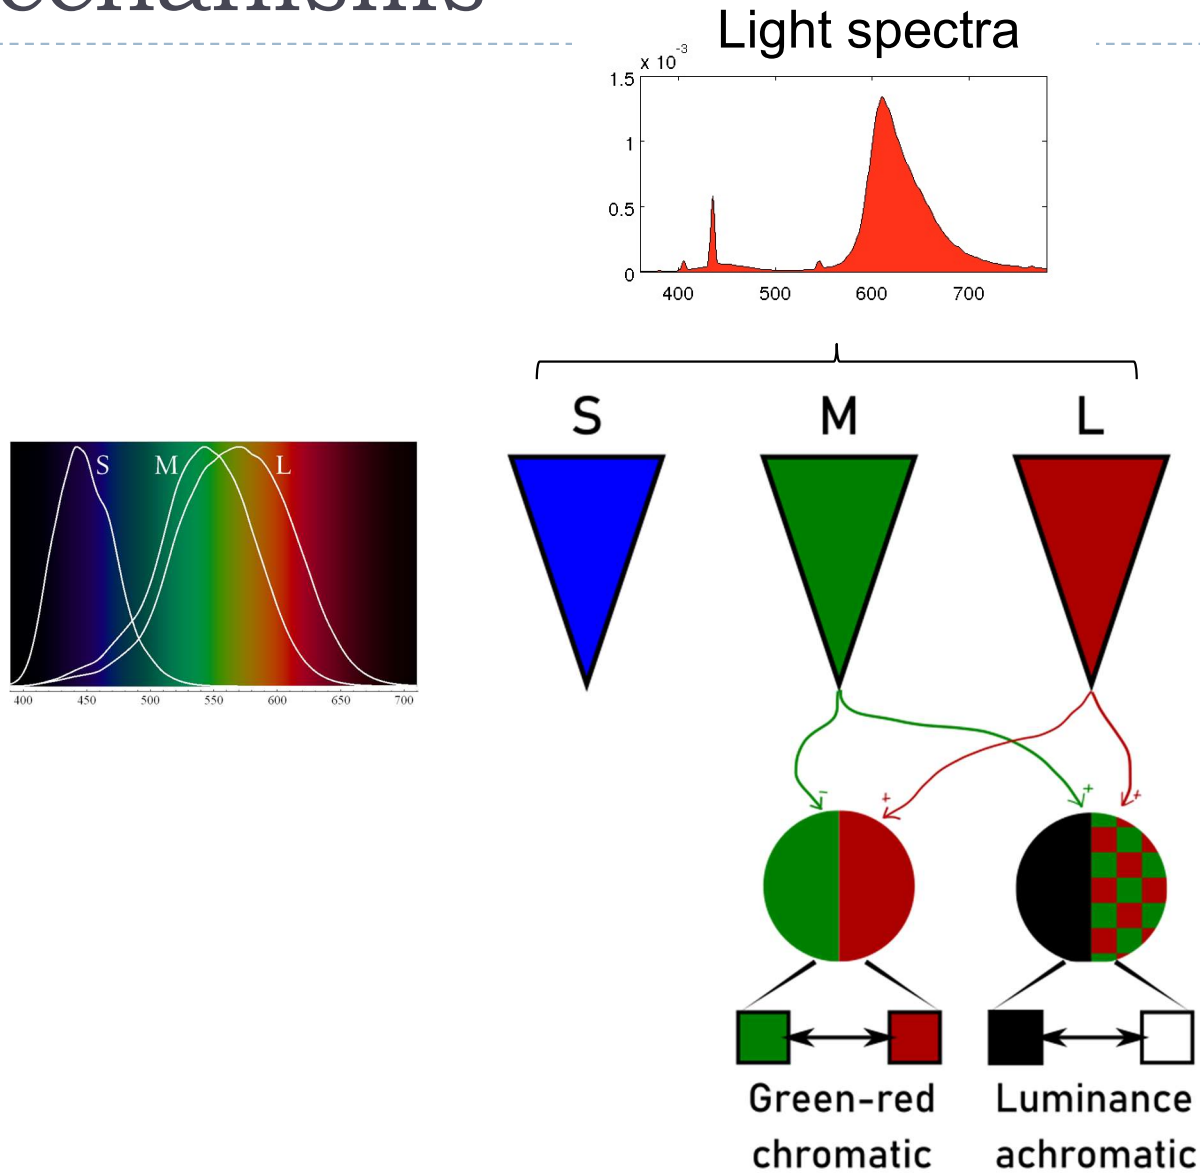 Light spectra
x 10-3
1.5
1
0.5
0
400 500 600 700
S M L
S M L
400 450 500 550 600 650 700
- + + +
Green-red Luminance
chromatic achromatic